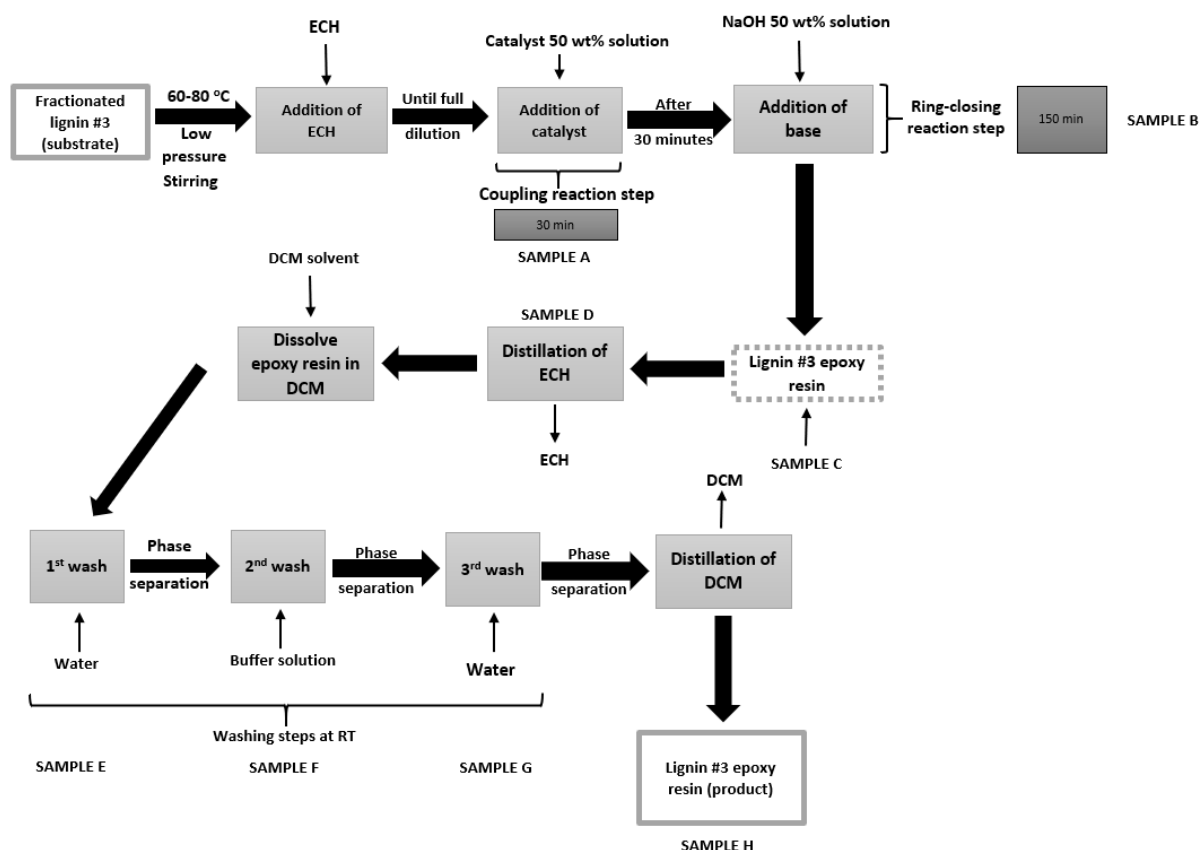 ECH
Catalyst 50 wt% solution
NaOH 50 wt% solution
Fractionated
lignin #3
(substrate)
60-80 °C
Low
pressure
Stirring
Addition of
ECH
Until full
dilution
Addition of
catalyst
After
30 minutes
Addition of
base
Ring-closing
reaction step
150 min
SAMPLE B
Coupling reaction step
30 min
SAMPLE A
DCM solvent
Dissolve
epoxy resin in
DCM
SAMPLE D
Distillation of
ECH
ECH
Lignin #3 epoxy
resin
SAMPLE C
DCM
1st wash
Phase
separation
2nd wash
Phase
separation
3rd wash
Phase
separation
Distillation of
DCM
Water
Buffer solution
Water
Washing steps at RT
SAMPLE E
SAMPLE F
SAMPLE G
Lignin #3 epoxy
resin (product)
SAMPLE H